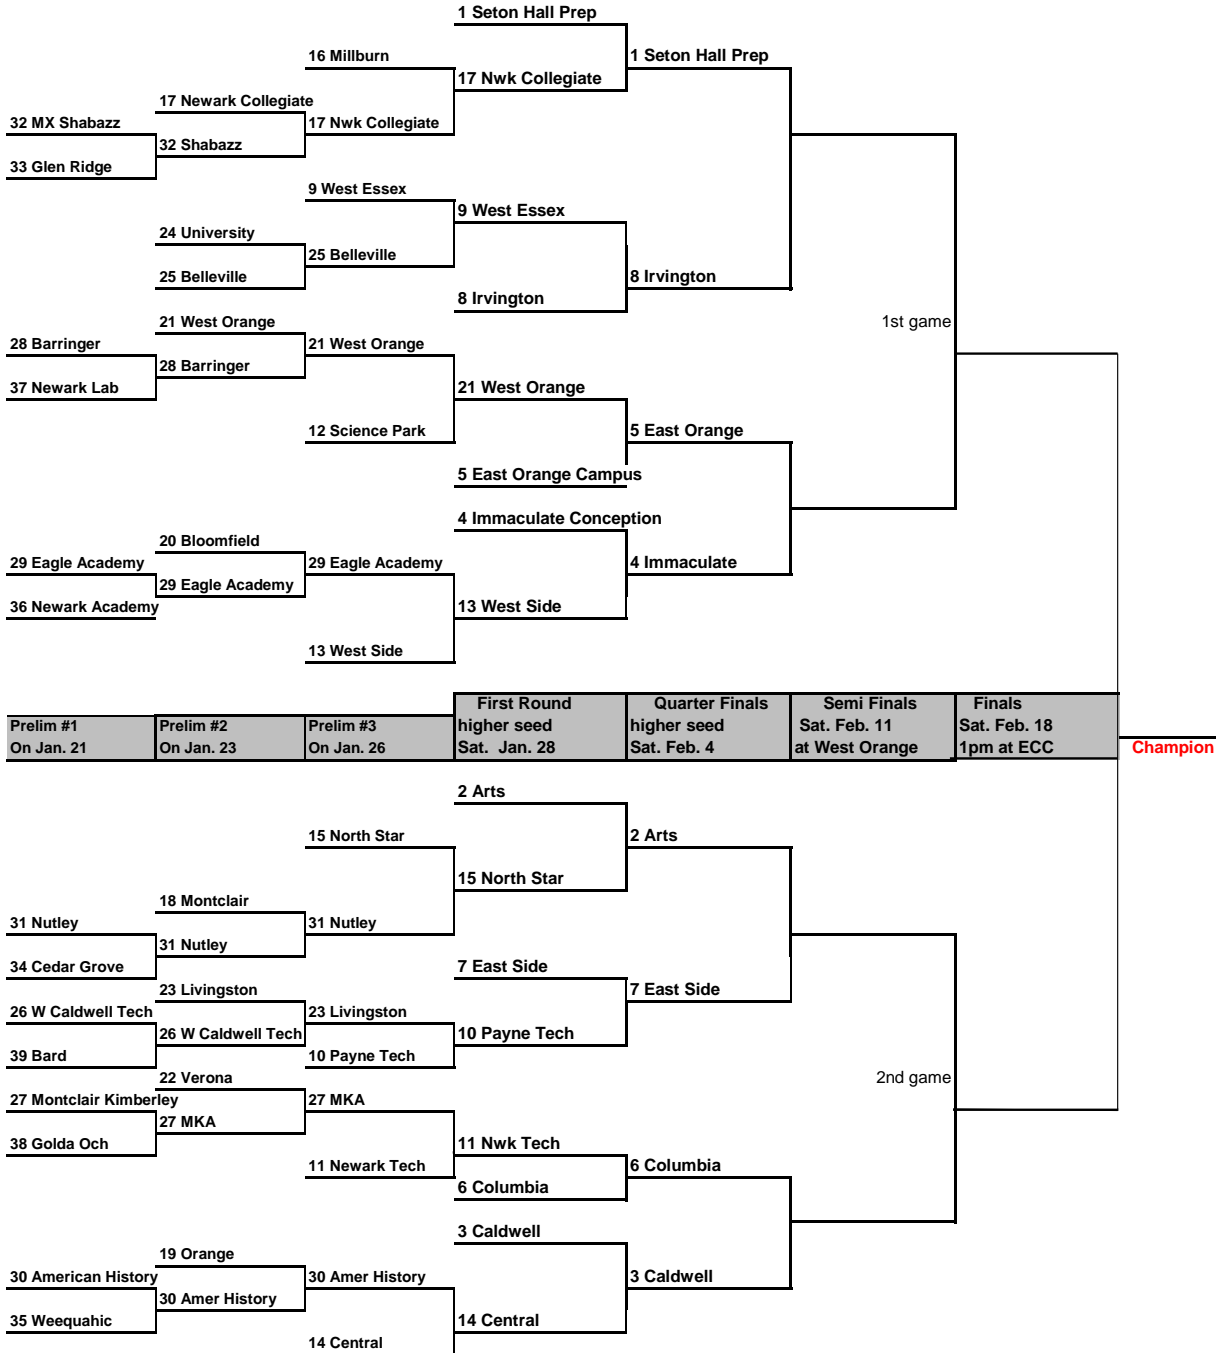 1 Seton Hall Prep
16 Millburn
1 Seton Hall Prep
17 Nwk Collegiate
17 Newark Collegiate
32 MX Shabazz
17 Nwk Collegiate
32 Shabazz
33 Glen Ridge
9 West Essex
9 West Essex
24 University
25 Belleville
25 Belleville
8 Irvington
8 Irvington
21 West Orange
1st game
28 Barringer
21 West Orange
28 Barringer
37 Newark Lab
21 West Orange
12 Science Park
5 East Orange
5 East Orange Campus
4 Immaculate Conception
20 Bloomfield
29 Eagle Academy
29 Eagle Academy
4 Immaculate
29 Eagle Academy
36 Newark Academy
13 West Side
13 West Side
First Round
Quarter Finals
Semi Finals
Finals
Prelim #1
Prelim #2
Prelim #3
higher seed
higher seed
Sat. Feb. 11
Sat. Feb. 18
On Jan. 21
On Jan. 23
On Jan. 26
Sat. Jan. 28
Sat. Feb. 4
at West Orange
1pm at ECC
Champion
2 Arts
15 North Star
2 Arts
15 North Star
18 Montclair
31 Nutley
31 Nutley
31 Nutley
34 Cedar Grove
7 East Side
23 Livingston
7 East Side
26 W Caldwell Tech
23 Livingston
26 W Caldwell Tech
10 Payne Tech
39 Bard
10 Payne Tech
22 Verona
2nd game
27 Montclair Kimberley
27 MKA
27 MKA
38 Golda Och
11 Nwk Tech
11 Newark Tech
6 Columbia
6 Columbia
3 Caldwell
19 Orange
30 American History
30 Amer History
3 Caldwell
30 Amer History
35 Weequahic
14 Central
14 Central